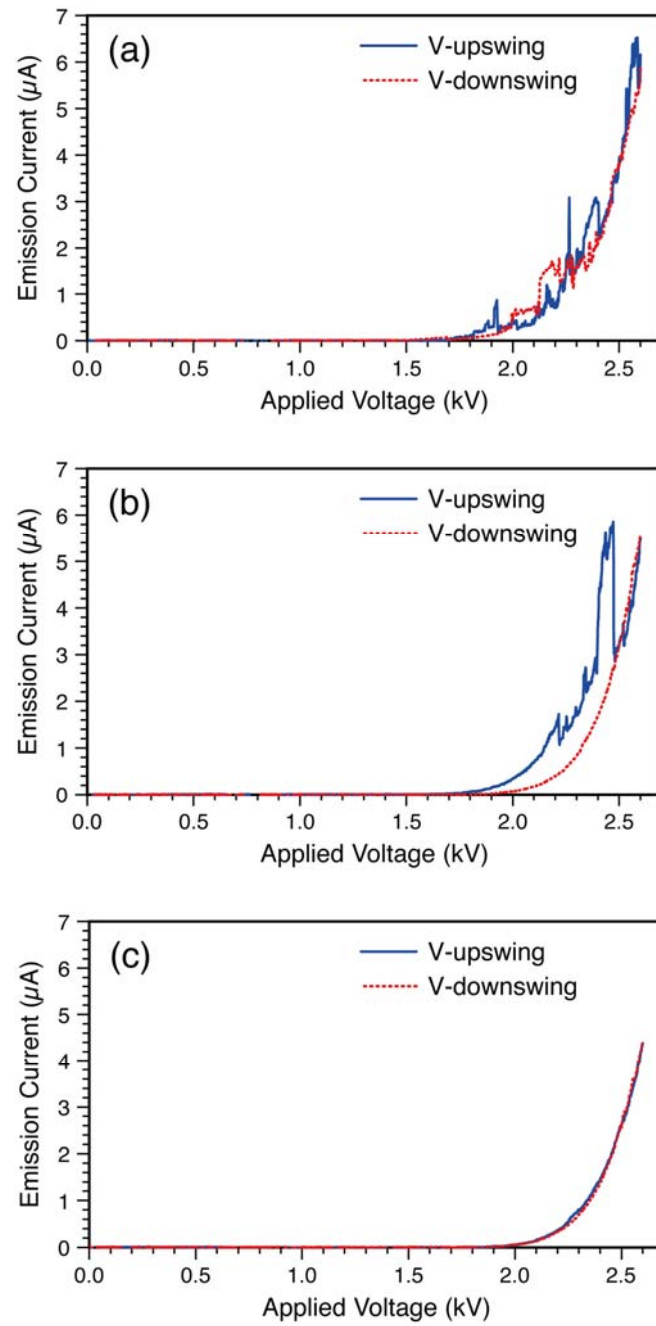 (a)
V-upswing
V-downswing
7
6
5
4
3
2
1
0
Emission Current (µA)
0.0 0.5 1.0 1.5 2.0 2.5
Applied Voltage (kV)
(b)
V-upswing
V-downswing
7
6
5
4
3
2
1
0
Emission Current (µA)
0.0 0.5 1.0 1.5 2.0 2.5
Applied Voltage (kV)
(c)
V-upswing
V-downswing
7
6
5
4
3
2
1
0
Emission Current (µA)
0.0 0.5 1.0 1.5 2.0 2.5
Applied Voltage (kV)